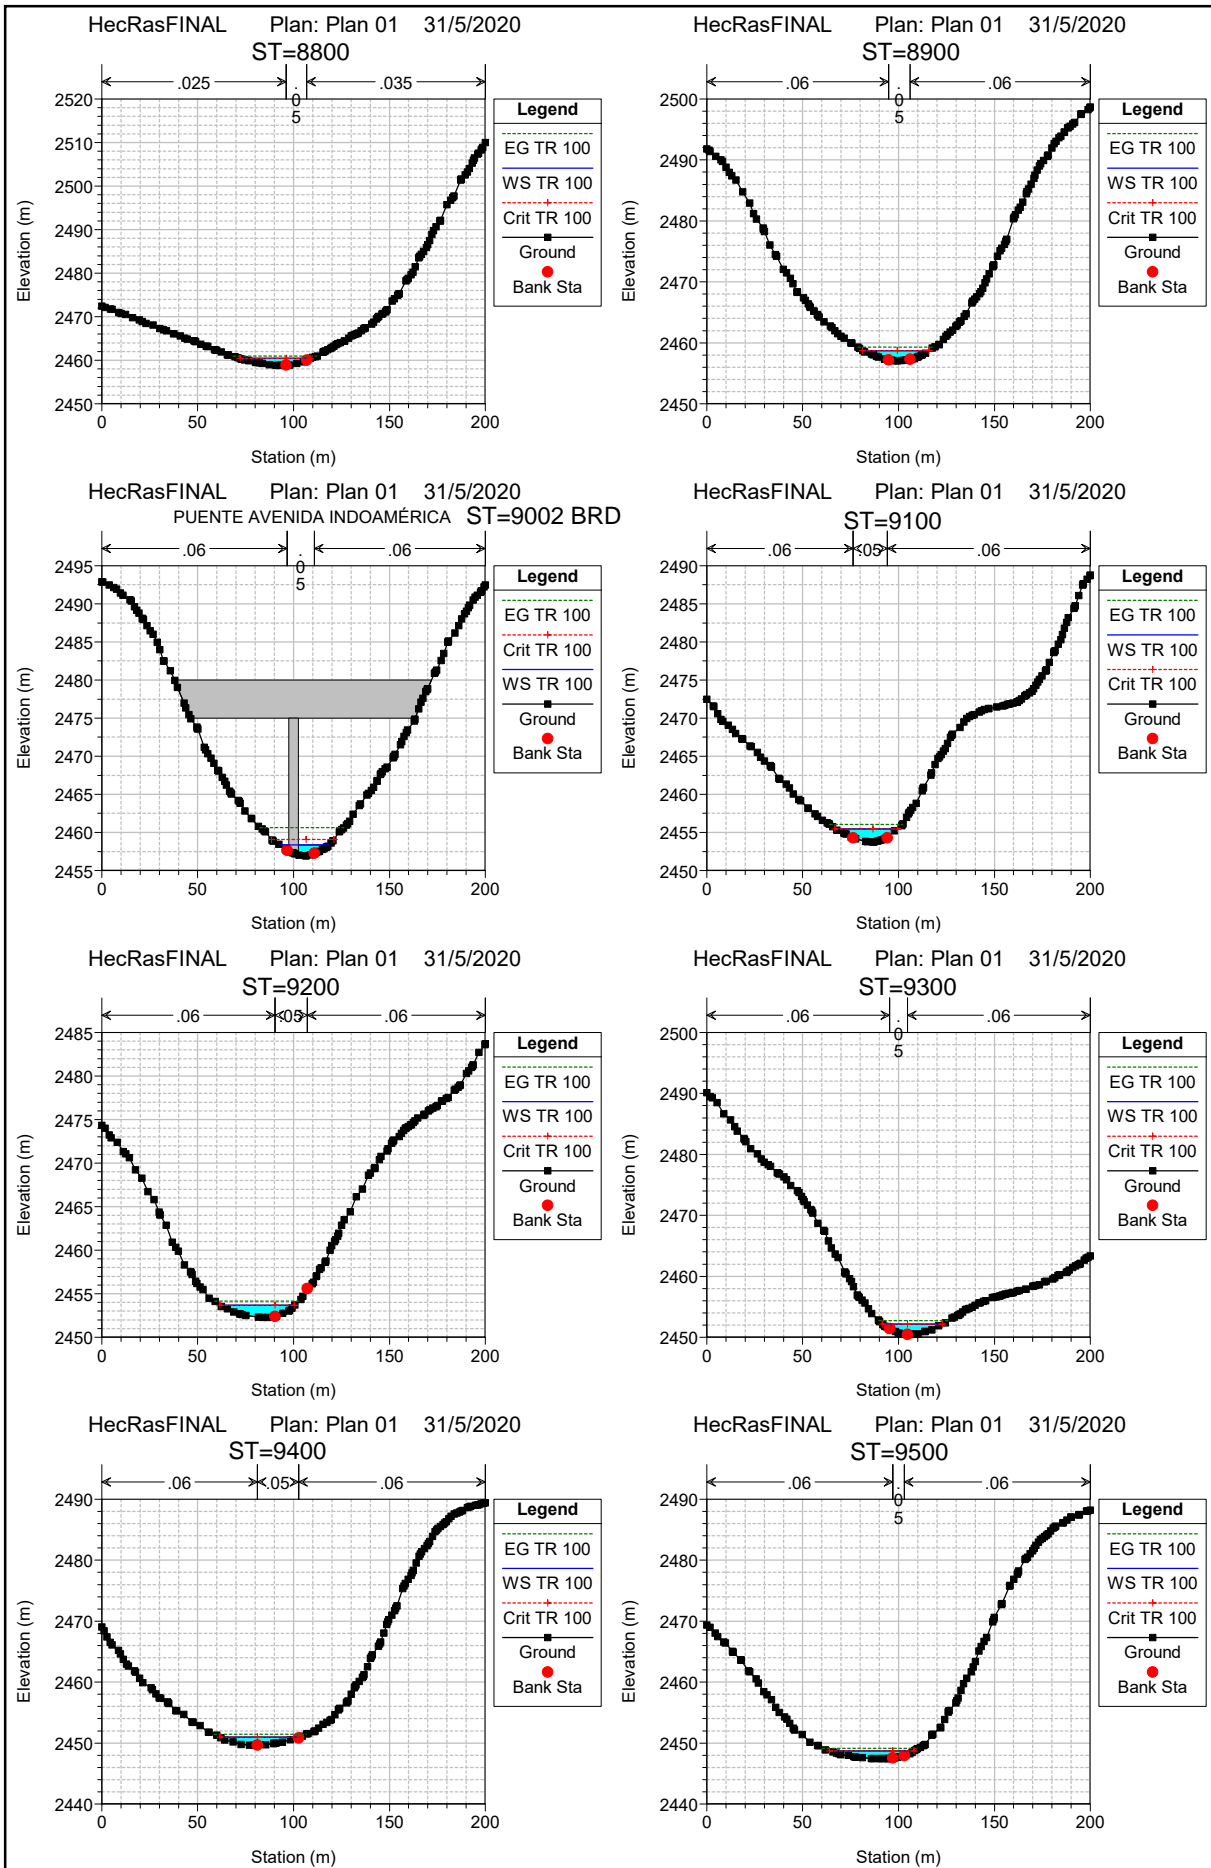 HecRasFINAL Plan: Plan 01 31/5/2020
ST=8800
.025 .05 .035
Elevation (m)
2520
2510
2500
2490
2480
2470
2460
2450
0 50 100 150 200
Station (m)
Legend
EG TR 100
WS TR 100
Crit TR 100
Ground
Bank Sta
HecRasFINAL Plan: Plan 01 31/5/2020
ST=8900
.06 .05 .06
Elevation (m)
2500
2490
2480
2470
2460
2450
0 50 100 150 200
Station (m)
Legend
EG TR 100
WS TR 100
Crit TR 100
Ground
Bank Sta
HecRasFINAL Plan: Plan 01 31/5/2020
PUENTE AVENIDA INDOAMÉRICA ST=9002 BRD
.06 .05 .06
Elevation (m)
2495
2490
2485
2480
2475
2470
2465
2460
2455
0 50 100 150 200
Station (m)
Legend
EG TR 100
Crit TR 100
WS TR 100
Ground
Bank Sta
HecRasFINAL Plan: Plan 01 31/5/2020
ST=9100
.06 .05 .06
Elevation (m)
2490
2485
2480
2475
2470
2465
2460
2455
2450
0 50 100 150 200
Station (m)
Legend
EG TR 100
WS TR 100
Crit TR 100
Ground
Bank Sta
HecRasFINAL Plan: Plan 01 31/5/2020
ST=9200
.06 .05 .06
Elevation (m)
2485
2480
2475
2470
2465
2460
2455
2450
0 50 100 150 200
Station (m)
Legend
EG TR 100
WS TR 100
Crit TR 100
Ground
Bank Sta
HecRasFINAL Plan: Plan 01 31/5/2020
ST=9300
.06 .05 .06
Elevation (m)
2500
2490
2480
2470
2460
2450
0 50 100 150 200
Station (m)
Legend
EG TR 100
WS TR 100
Crit TR 100
Ground
Bank Sta
HecRasFINAL Plan: Plan 01 31/5/2020
ST=9400
.06 .05 .06
Elevation (m)
2490
2480
2470
2460
2450
2440
0 50 100 150 200
Station (m)
Legend
EG TR 100
WS TR 100
Crit TR 100
Ground
Bank Sta
HecRasFINAL Plan: Plan 01 31/5/2020
ST=9500
.06 .05 .06
Elevation (m)
2490
2480
2470
2460
2450
2440
0 50 100 150 200
Station (m)
Legend
EG TR 100
WS TR 100
Crit TR 100
Ground
Bank Sta